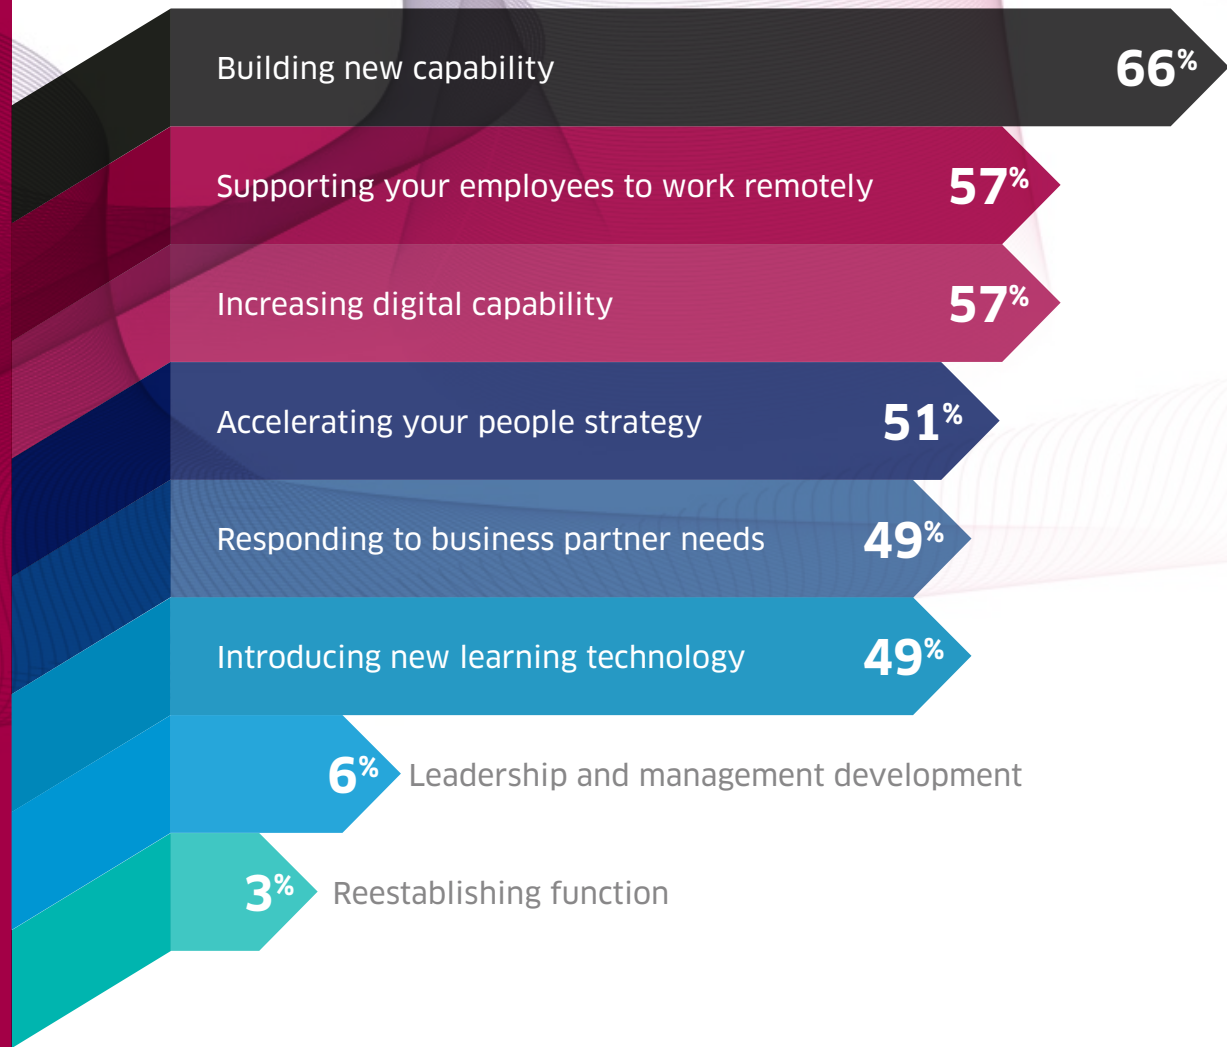 Building new capability 66%
Supporting your employees to work remotely 57%
Increasing digital capability 57%
Accelerating your people strategy 51%
Responding to business partner needs 49%
Introducing new learning technology 49%
6% Leadership and management development
3% Reestablishing function